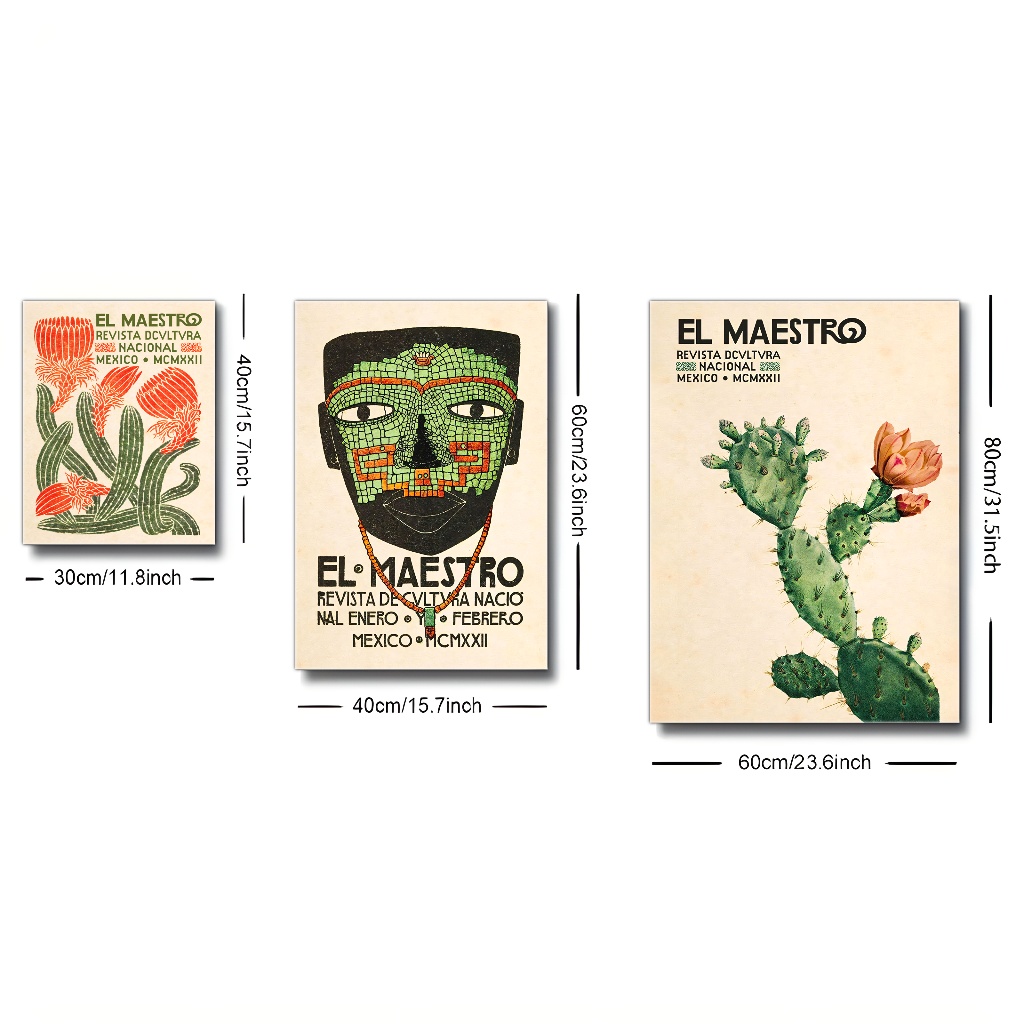 EL MAESTRO
REVISTA DCVLTVRA
NACIONAL
MEXICO • MCMXXII
40cm/15.7inch
30cm/11.8inch
EL • MAESTRO
REVISTA DE CVLTVRA NACIO
NAL ENERO • Y • FEBRERO
MEXICO • MCMXXII
60cm/23.6inch
40cm/15.7inch
EL MAESTRO
REVISTA DCVLTVRA
NACIONAL
MEXICO • MCMXXII
80cm/31.5inch
60cm/23.6inch